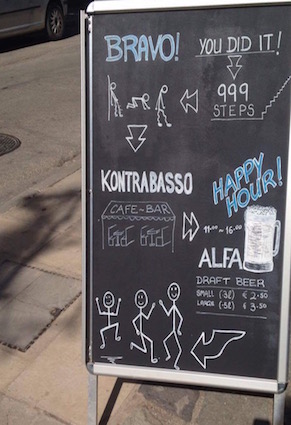 BRAVO!
YOU DID IT!
999
STEPS
KONTRABASSO
CAFE~BAR
HAPPY
HOUR!
11:00 ~ 16:00
ALFA
DRAFT BEER
SMALL (.3l) € 2.50
LARGE (.5l) € 3.50